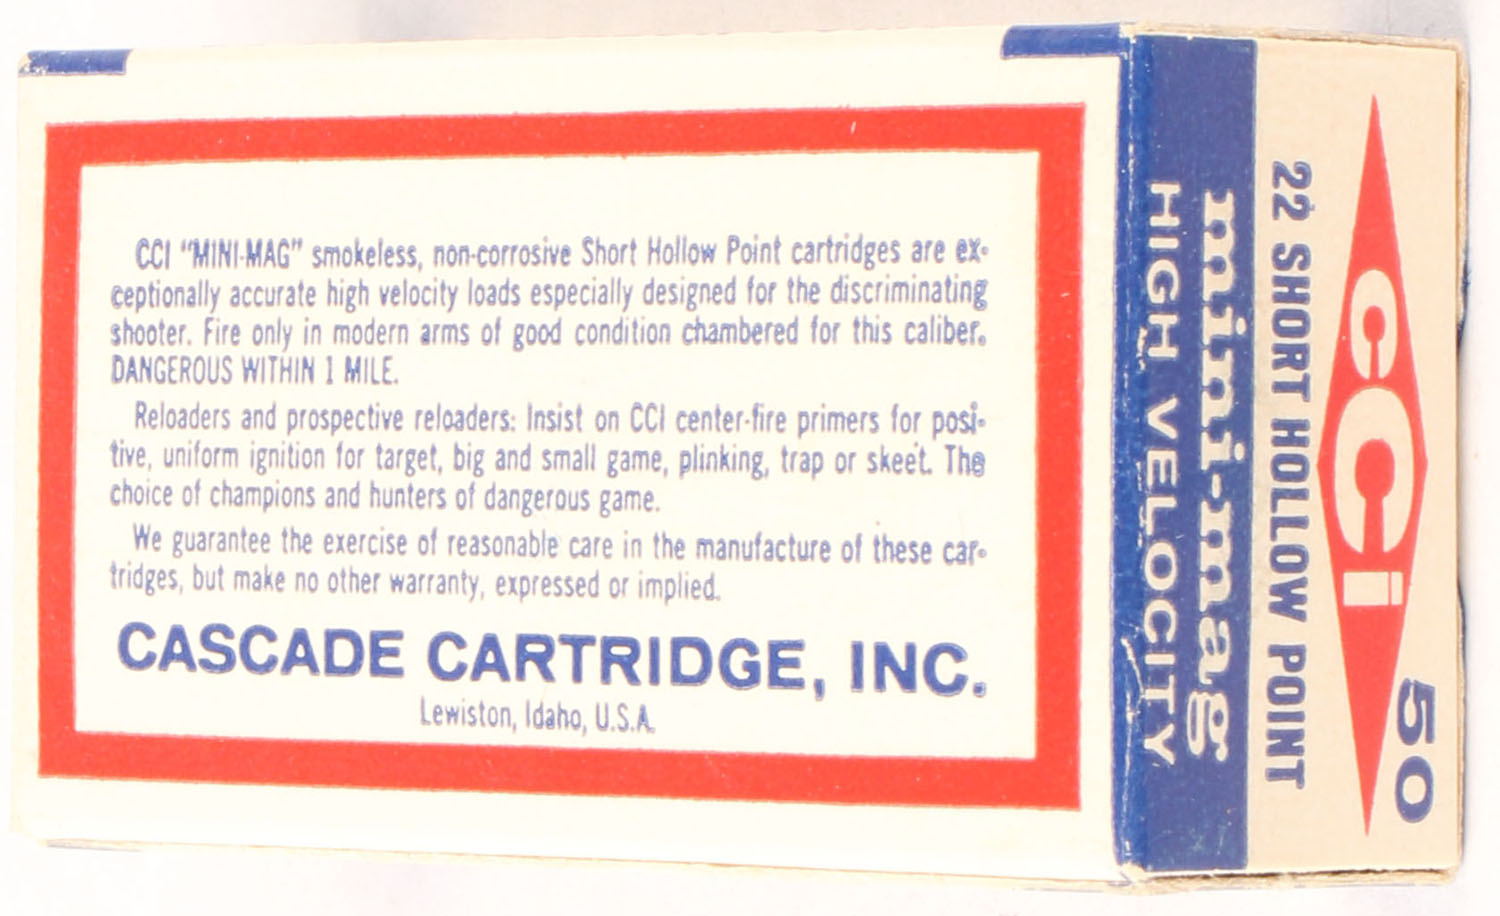 CCI "MINI-MAG" smokeless, non-corrosive Short Hollow Point cartridges are ex-
ceptionally accurate high velocity loads especially designed for the discriminating
shooter. Fire only in modern arms of good condition chambered for this caliber.
DANGEROUS WITHIN 1 MILE.
Reloaders and prospective reloaders: Insist on CCI center-fire primers for posi-
tive, uniform ignition for target, big and small game, plinking, trap or skeet. The
choice of champions and hunters of dangerous game.
We guarantee the exercise of reasonable care in the manufacture of these car-
tridges, but make no other warranty, expressed or implied.
CASCADE CARTRIDGE, INC.
Lewiston, Idaho, U.S.A.
50
CCi
22 SHORT HOLLOW POINT
mini-mag
HIGH VELOCITY